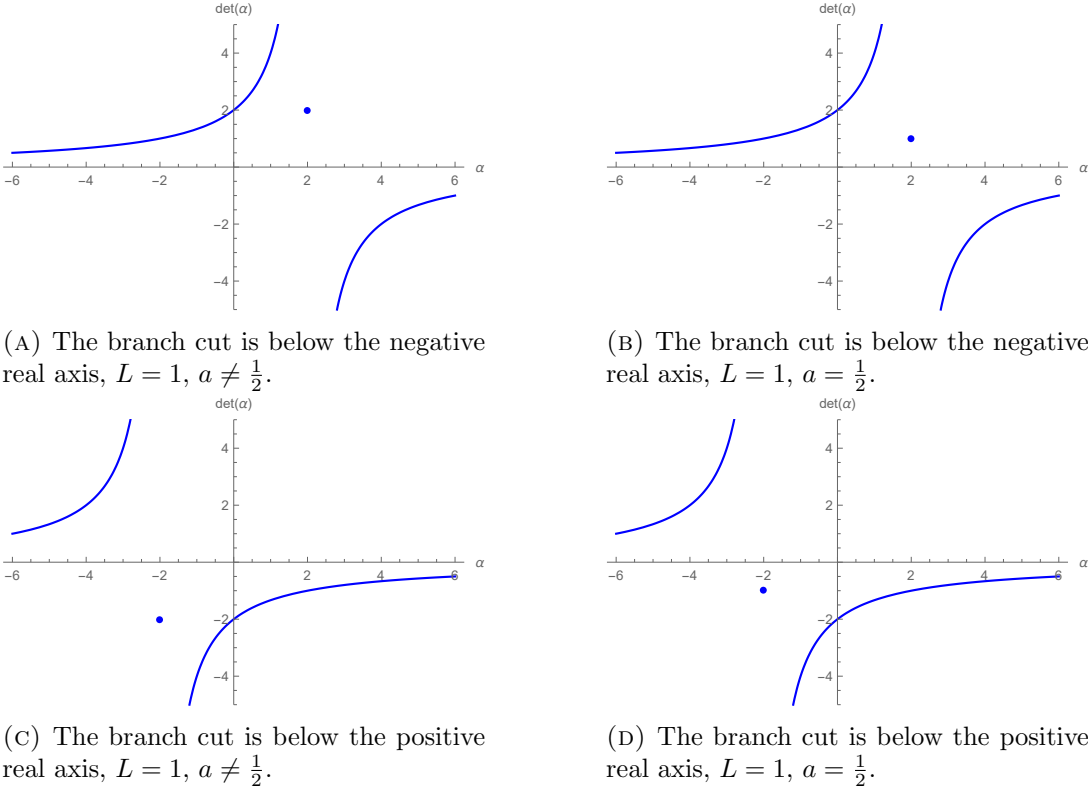 det(α)
4
2
−6 −4 −2 2 4 6 α
−2
−4
(A) The branch cut is below the negative
real axis, L = 1, a ≠ 1/2.
det(α)
4
2
−6 −4 −2 2 4 6 α
−2
−4
(B) The branch cut is below the negative
real axis, L = 1, a = 1/2.
det(α)
4
2
−6 −4 −2 2 4 6 α
−2
−4
(C) The branch cut is below the positive
real axis, L = 1, a ≠ 1/2.
det(α)
4
2
−6 −4 −2 2 4 6 α
−2
−4
(D) The branch cut is below the positive
real axis, L = 1, a = 1/2.